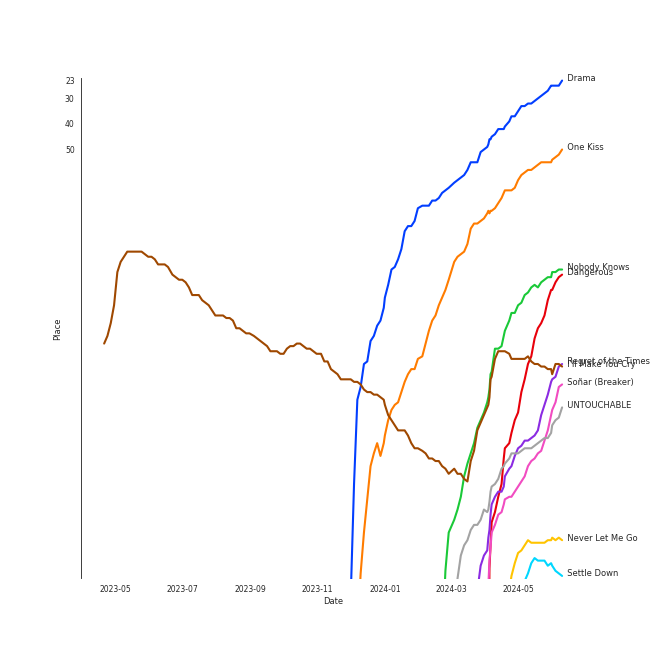 23
30
40
50
Place
Drama
One Kiss
Nobody Knows
Dangerous
Regret of the Times
I'll Make You Cry
Soñar (Breaker)
UNTOUCHABLE
Never Let Me Go
Settle Down
2023-05 2023-07 2023-09 2023-11 2024-01 2024-03 2024-05
Date